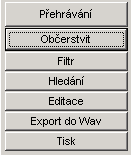 Přehrávání
Občerstvit
Filtr
Hledání
Editace
Export do Wav
Tisk